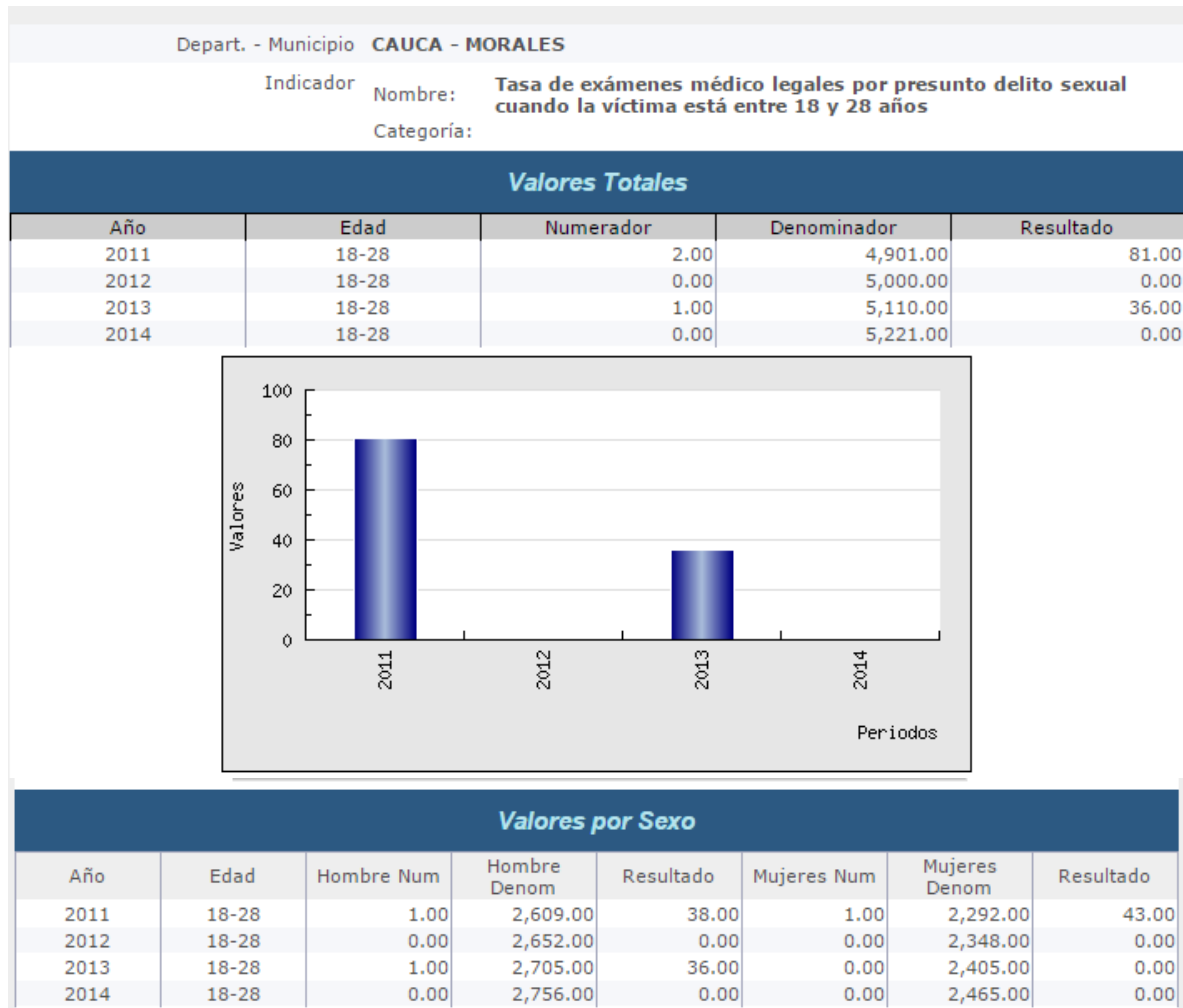 Depart. - Municipio CAUCA - MORALES
Indicador Nombre: Tasa de exámenes médico legales por presunto delito sexual
cuando la víctima está entre 18 y 28 años
Categoría:
Valores Totales
Año Edad Numerador Denominador Resultado
2011 18-28 2.00 4,901.00 81.00
2012 18-28 0.00 5,000.00 0.00
2013 18-28 1.00 5,110.00 36.00
2014 18-28 0.00 5,221.00 0.00
100
80
60
40
20
0
Valores
2011 2012 2013 2014
Periodos
Valores por Sexo
Año Edad Hombre Num Hombre Denom Resultado Mujeres Num Mujeres Denom Resultado
2011 18-28 1.00 2,609.00 38.00 1.00 2,292.00 43.00
2012 18-28 0.00 2,652.00 0.00 0.00 2,348.00 0.00
2013 18-28 1.00 2,705.00 36.00 0.00 2,405.00 0.00
2014 18-28 0.00 2,756.00 0.00 0.00 2,465.00 0.00